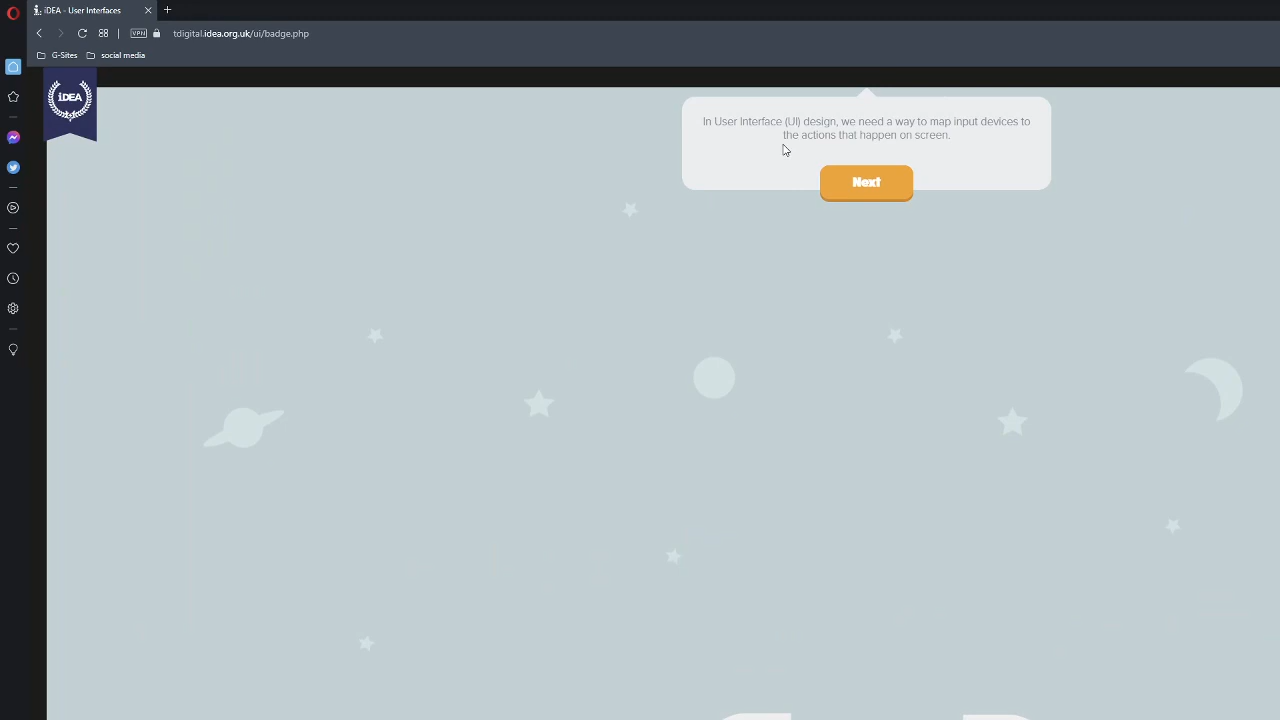 iDEA - User Interfaces
VPN
tdigital.idea.org.uk/ui/badge.php
G-Sites
social media
iDEA
In User Interface (UI) design, we need a way to map input devices to
the actions that happen on screen.
Next